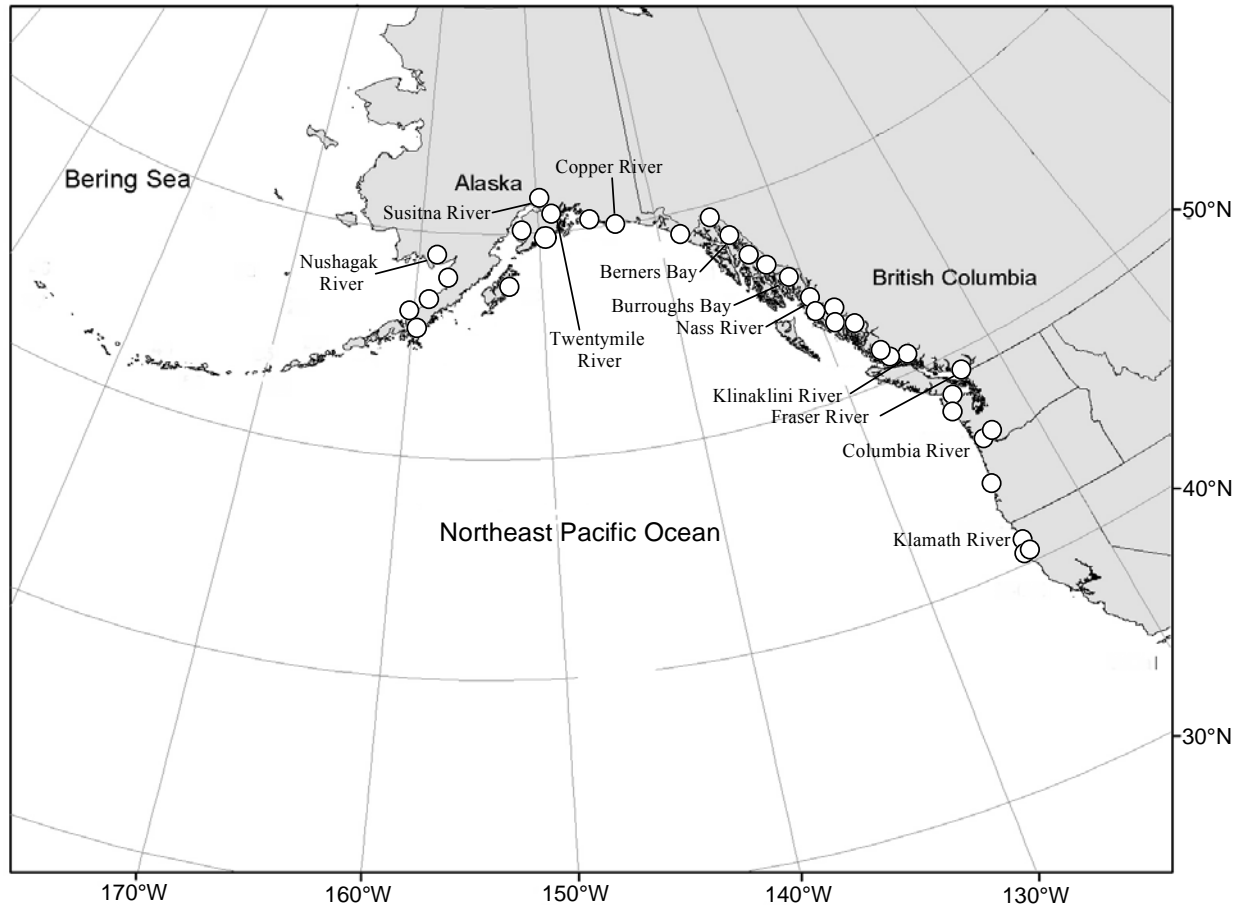 Copper River
Bering Sea
Alaska
Susitna River
50°N
Nushagak
River
Berners Bay
British Columbia
Burroughs Bay
Nass River
Twentymile
River
Klinaklini River
Fraser River
Columbia River
40°N
Northeast Pacific Ocean
Klamath River
30°N
170°W
160°W
150°W
140°W
130°W